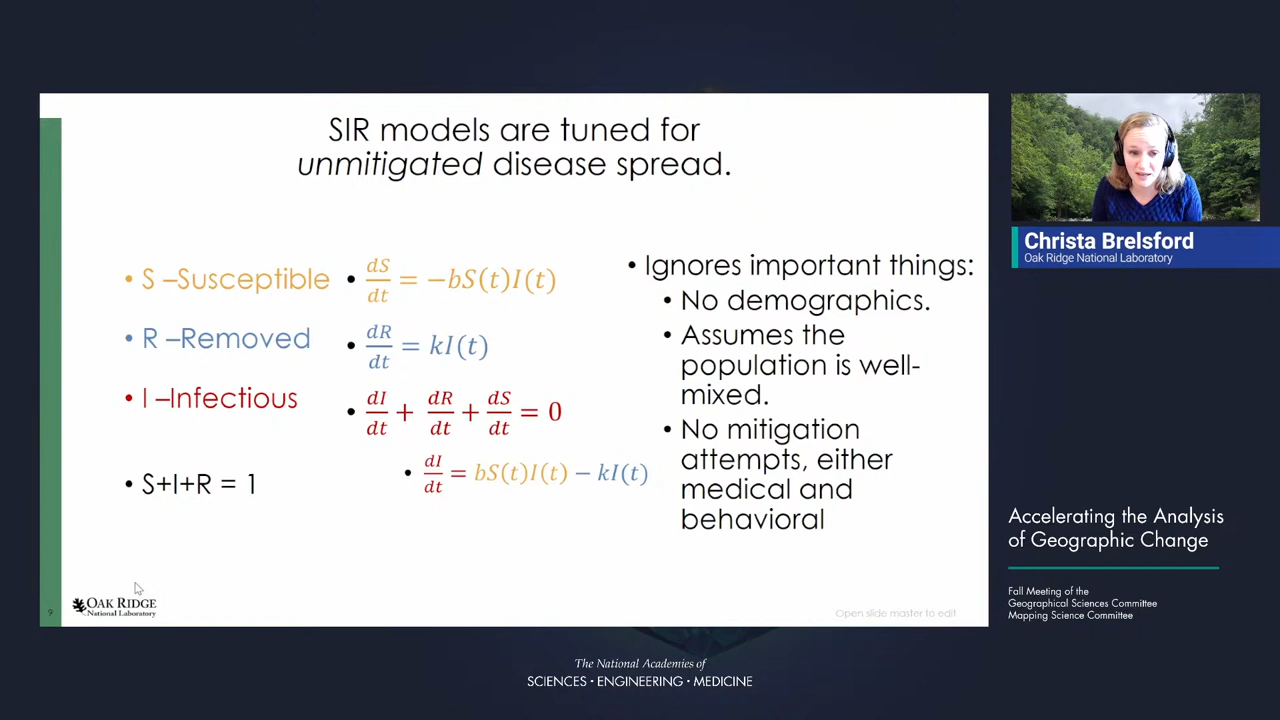 SIR models are tuned for
unmitigated disease spread.
• S –Susceptible
• R –Removed
• I –Infectious
• S+I+R = 1
• dS/dt = −bS(t)I(t)
• dR/dt = kI(t)
• dI/dt + dR/dt + dS/dt = 0
• dI/dt = bS(t)I(t) − kI(t)
• Ignores important things:
• No demographics.
• Assumes the
population is well-
mixed.
• No mitigation
attempts, either
medical and
behavioral
9
OAK RIDGE
National Laboratory
Open slide master to edit
Christa Brelsford
Oak Ridge National Laboratory
Accelerating the Analysis
of Geographic Change
Fall Meeting of the
Geographical Sciences Committee
Mapping Science Committee
The National Academies of
SCIENCES • ENGINEERING • MEDICINE